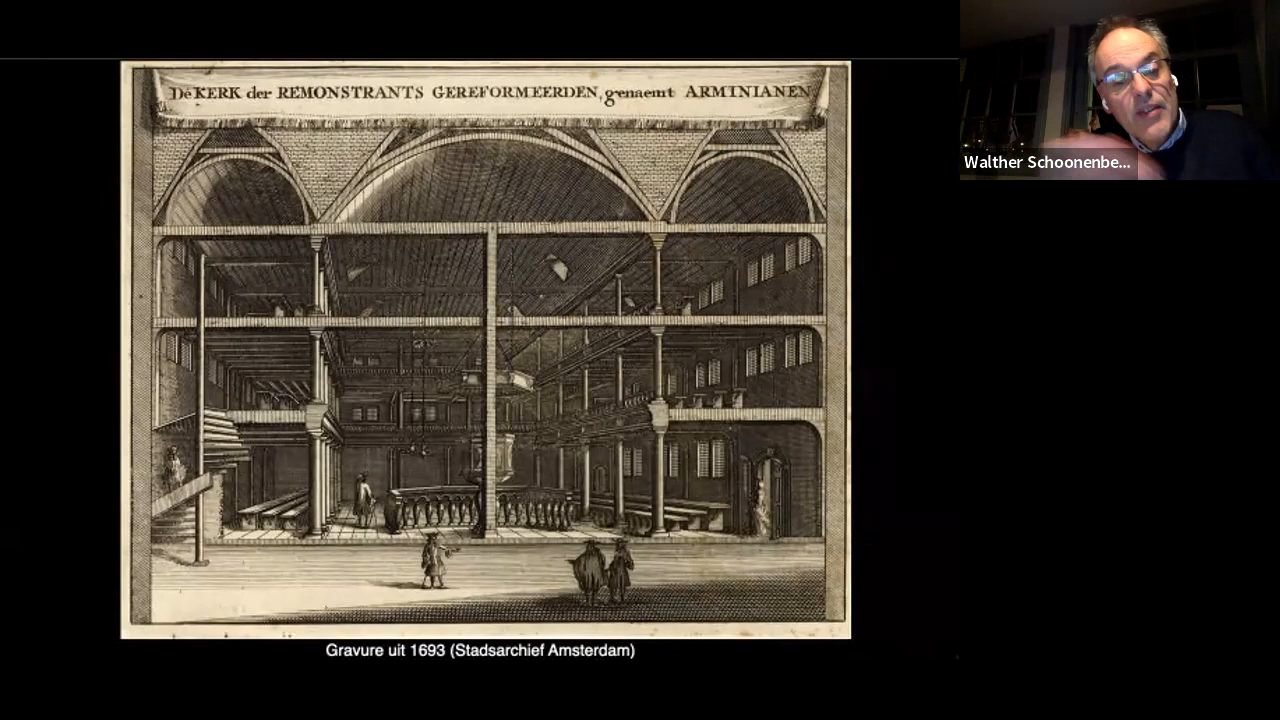 De KERK der REMONSTRANTS GEREFORMEERDEN, genaemt ARMINIANEN
Walther Schoonenbe...
Gravure uit 1693 (Stadsarchief Amsterdam)